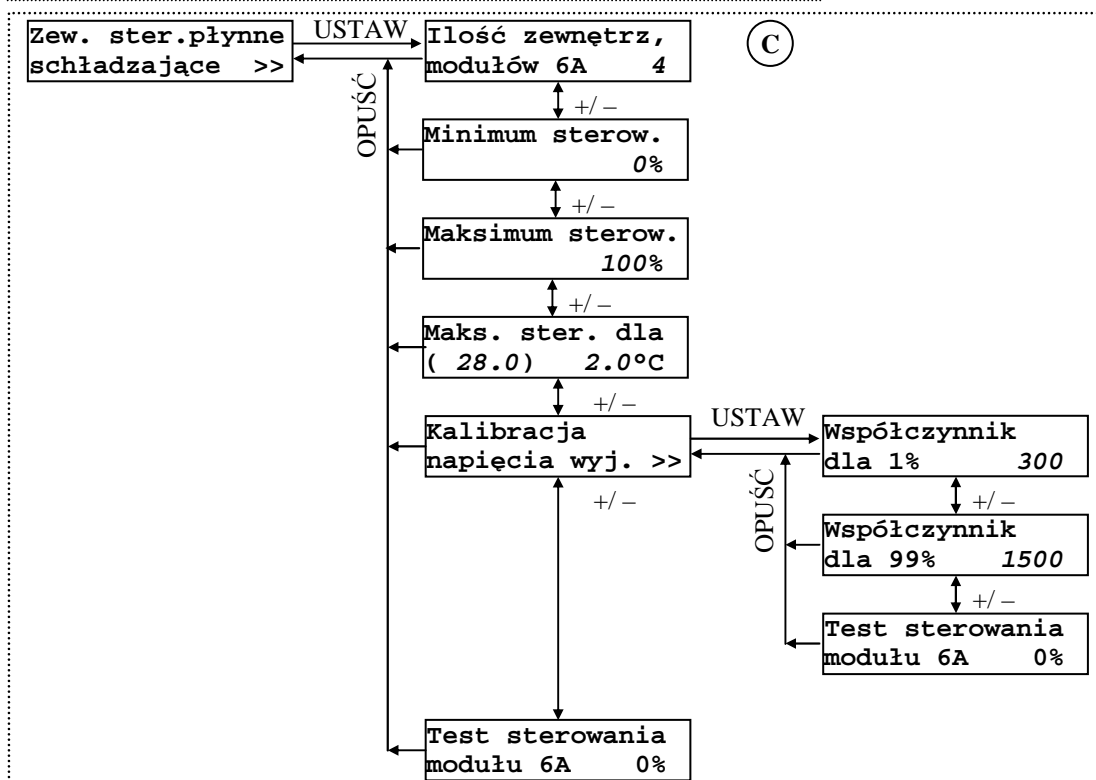 Zew. ster.płynne
schładzające >>
USTAW
Ilość zewnętrz,
modułów 6A 4
C
OPUŚĆ
+/ –
Minimum sterow.
0%
+/ –
Maksimum sterow.
100%
+/ –
Maks. ster. dla
( 28.0) 2.0°C
+/ –
Kalibracja
napięcia wyj. >>
USTAW
Współczynnik
dla 1% 300
+/ –
OPUŚĆ
+/ –
Współczynnik
dla 99% 1500
+/ –
Test sterowania
modułu 6A 0%
Test sterowania
modułu 6A 0%